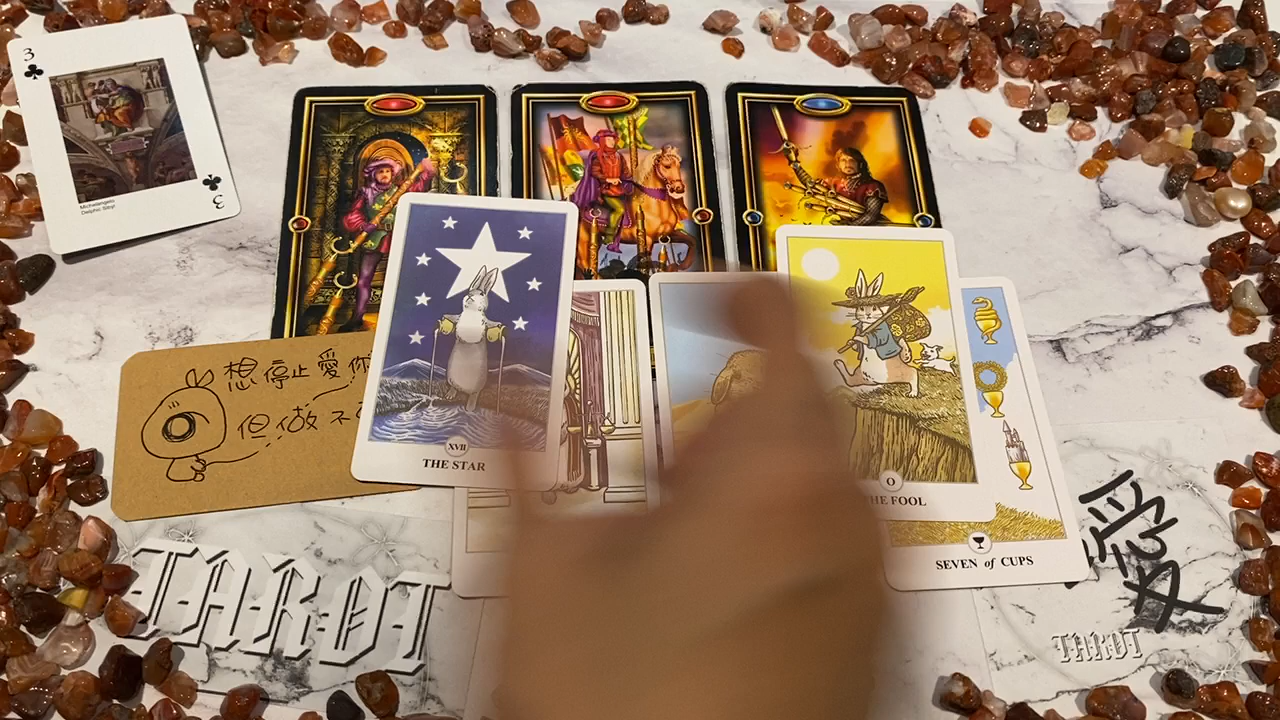 3
Michelangelo
Delphic Sibyl
3
想停止愛你
但做不
XVII
THE STAR
O
THE FOOL
SEVEN of CUPS
愛
TAROT
TAROT